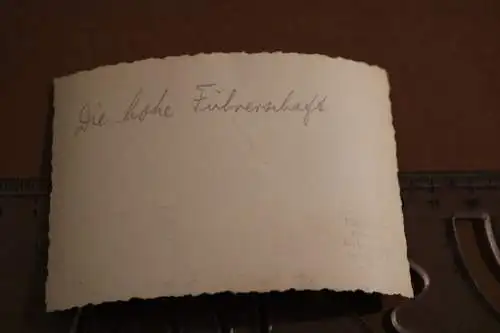 Die hohe Führerschaft